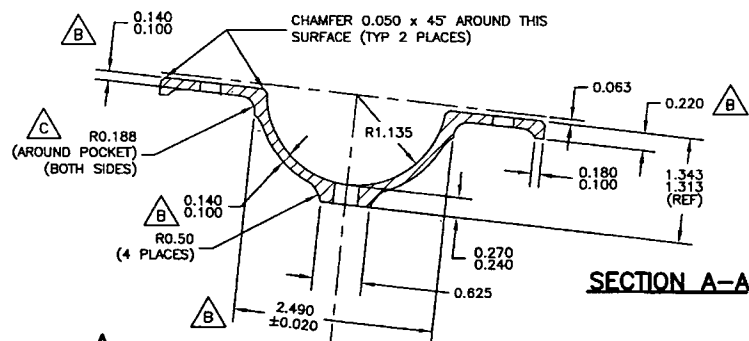 B
0.140
0.100
CHAMFER 0.050 x 45° AROUND THIS
SURFACE (TYP 2 PLACES)
0.063
0.220
B
C
R0.188
(AROUND POCKET)
(BOTH SIDES)
R1.135
0.180
0.100
1.343
1.313
(REF)
B
0.140
0.100
R0.50
(4 PLACES)
0.270
0.240
0.625
SECTION A-A
B
2.490
±0.020
A